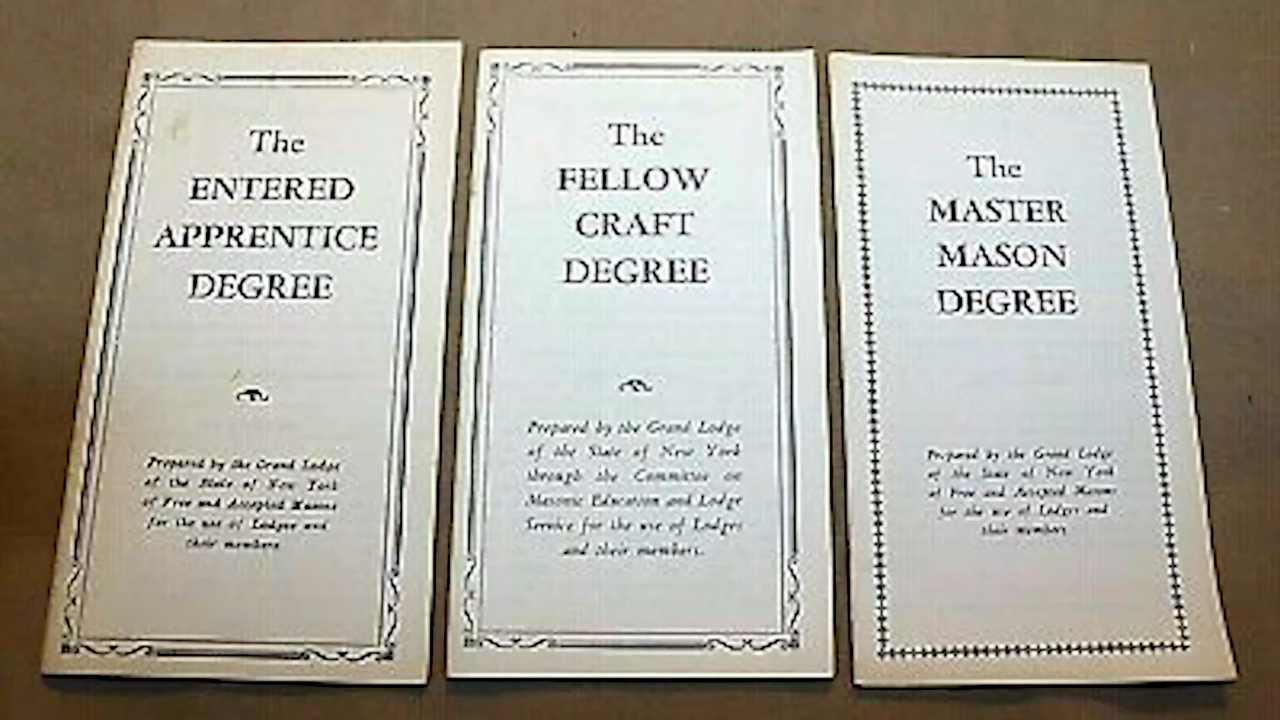 The
ENTERED
APPRENTICE
DEGREE
Prepared by the Grand Lodge
of the State of New York
of Free and Accepted Masons
for the use of Lodges and
their members
The
FELLOW
CRAFT
DEGREE
Prepared by the Grand Lodge
of the State of New York
through the Committee on
Masonic Education and Lodge
Service for the use of Lodges
and their members.
The
MASTER
MASON
DEGREE
Prepared by the Grand Lodge
of the State of New York
of Free and Accepted Masons
for the use of Lodges and
their members